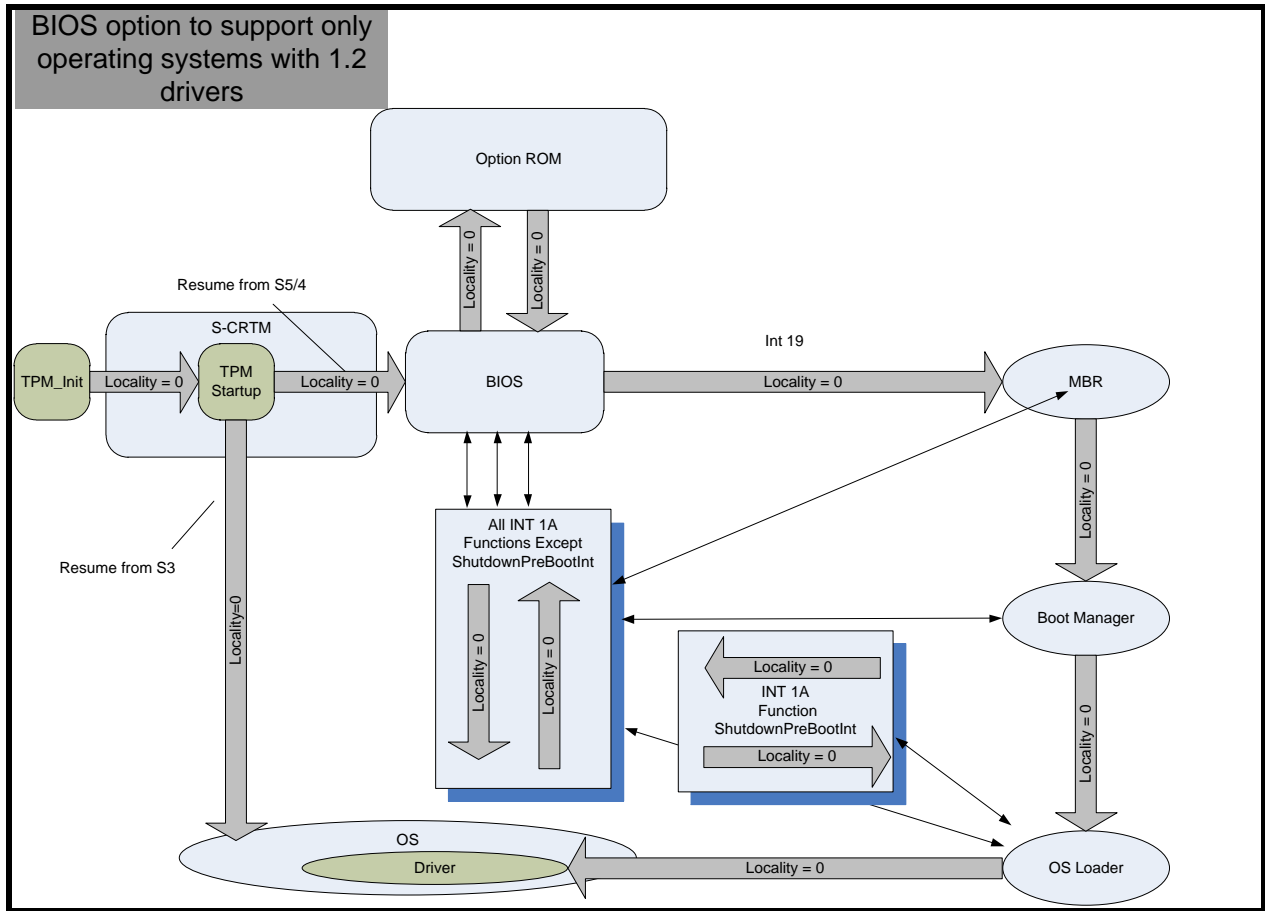 BIOS option to support only
operating systems with 1.2
drivers
Option ROM
Locality = 0
Locality = 0
Resume from S5/4
S-CRTM
Int 19
TPM_Init
Locality = 0
TPM
Startup
Locality = 0
BIOS
Locality = 0
MBR
Locality = 0
All INT 1A
Functions Except
ShutdownPreBootInt
Resume from S3
Locality=0
Locality = 0
Locality = 0
Boot Manager
Locality = 0
INT 1A
Function
ShutdownPreBootInt
Locality = 0
Locality = 0
OS
Driver
Locality = 0
OS Loader